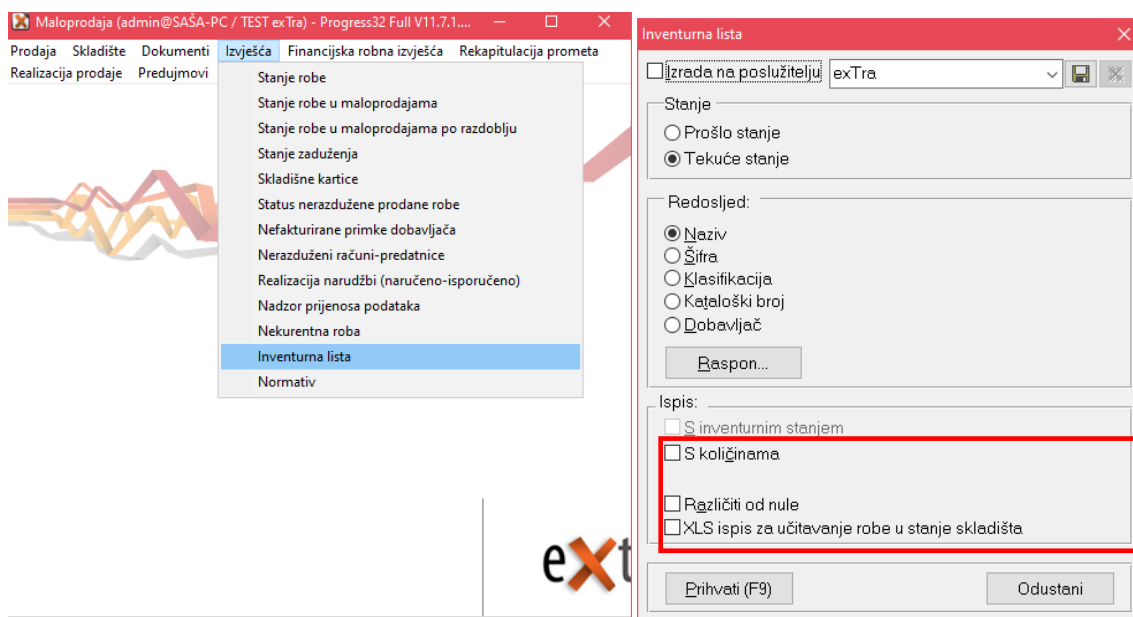 Maloprodaja (admin@SAŠA-PC / TEST exTra) - Progress32 Full V11.7.1....
Prodaja Skladište Dokumenti Izvješća Financijska robna izvješća Rekapitulacija prometa
Realizacija prodaje Predujmovi
Stanje robe
Stanje robe u maloprodajama
Stanje robe u maloprodajama po razdoblju
Stanje zaduženja
Skladišne kartice
Status nerazdužene prodane robe
Nefakturirane primke dobavljača
Nerazduženi računi-predatnice
Realizacija narudžbi (naručeno-isporučeno)
Nadzor prijenosa podataka
Nekurentna roba
Inventurna lista
Normativ
ext
Inventurna lista
Izrada na poslužitelju exTra
Stanje
Prošlo stanje
Tekuće stanje
Redosljed:
Naziv
Šifra
Klasifikacija
Kataloški broj
Dobavljač
Raspon...
Ispis:
S inventurnim stanjem
S količinama
Različiti od nule
XLS ispis za učitavanje robe u stanje skladišta
Prihvati (F9) Odustani